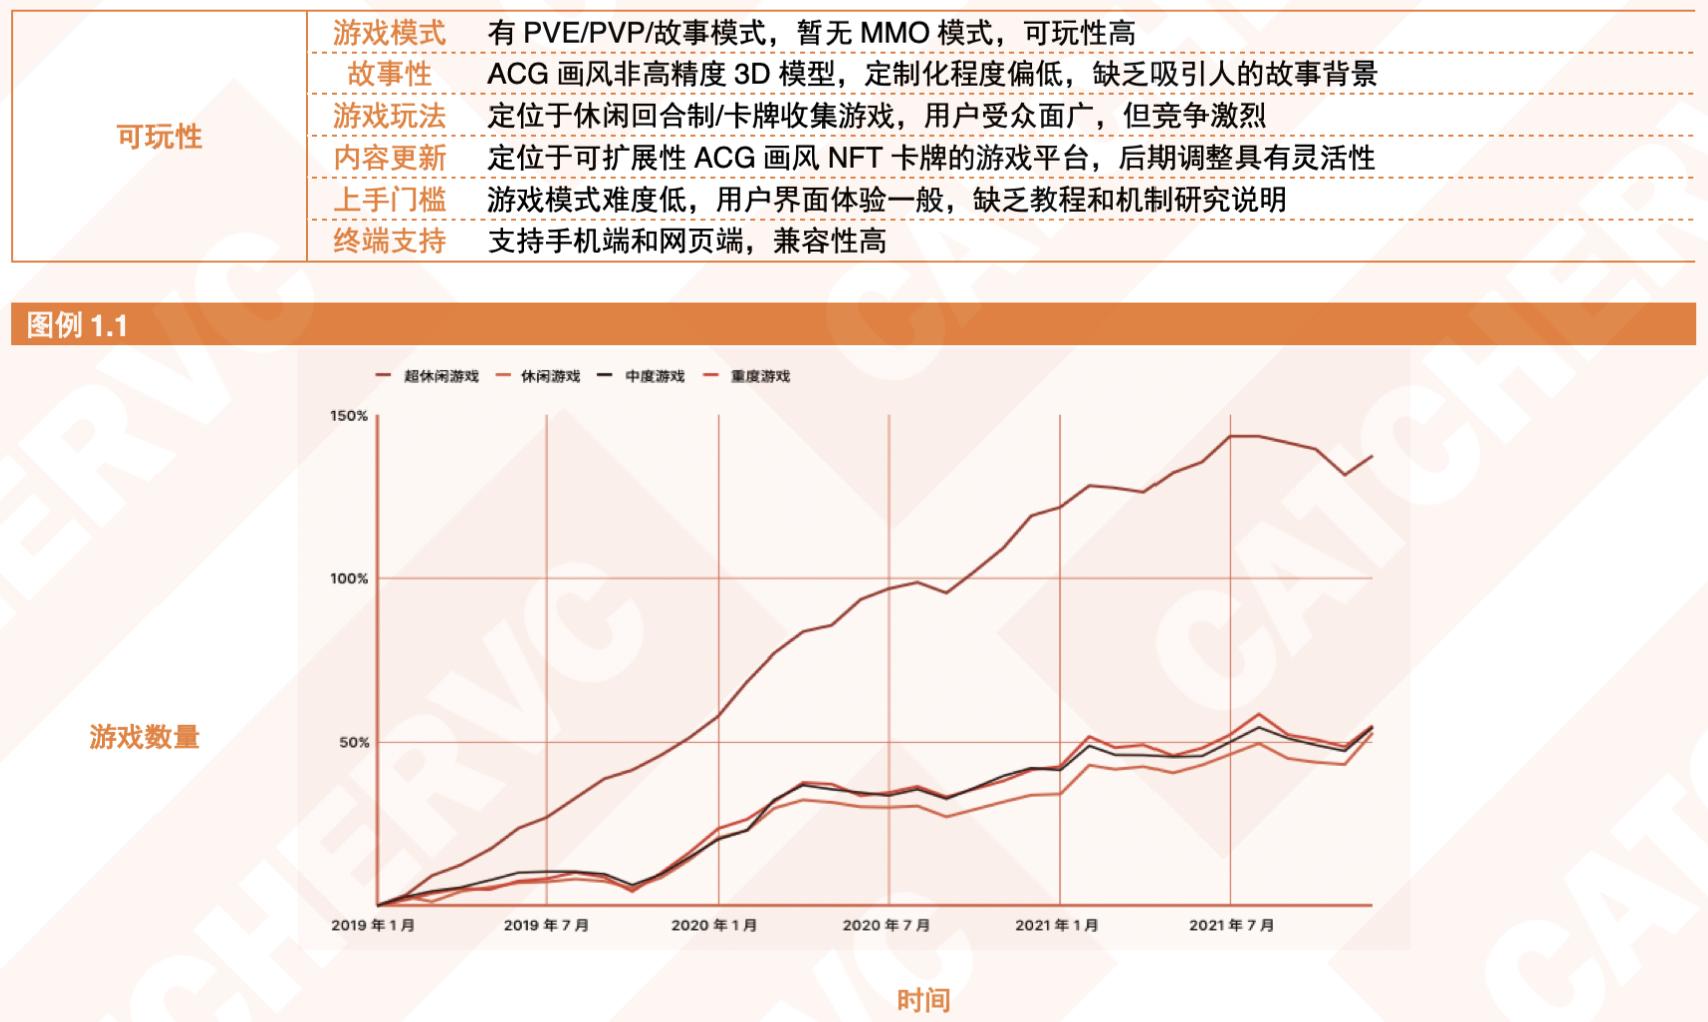 可玩性
游戏模式 有 PVE/PVP/故事模式，暂无 MMO 模式，可玩性高
故事性 ACG 画风非高精度 3D 模型，定制化程度偏低，缺乏吸引人的故事背景
游戏玩法 定位于休闲回合制/卡牌收集游戏，用户受众面广，但竞争激烈
内容更新 定位于可扩展性 ACG 画风 NFT 卡牌的游戏平台，后期调整具有灵活性
上手门槛 游戏模式难度低，用户界面体验一般，缺乏教程和机制研究说明
终端支持 支持手机端和网页端，兼容性高
图例 1.1
超休闲游戏 休闲游戏 中度游戏 重度游戏
150%
100%
50%
游戏数量
2019 年 1 月 2019 年 7 月 2020 年 1 月 2020 年 7 月 2021 年 1 月 2021 年 7 月
时间
CATCHERVC
CATCHERVC
CATCHERVC